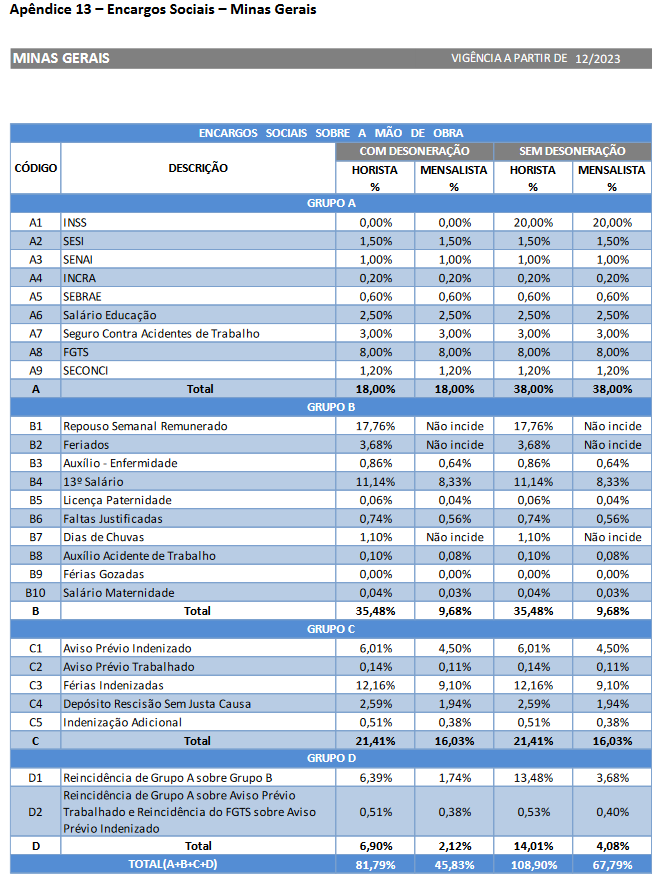 Apêndice 13 – Encargos Sociais – Minas Gerais
MINAS GERAIS VIGÊNCIA A PARTIR DE 12/2023
ENCARGOS SOCIAIS SOBRE A MÃO DE OBRA
CÓDIGO DESCRIÇÃO COM DESONERAÇÃO SEM DESONERAÇÃO
HORISTA % MENSALISTA % HORISTA % MENSALISTA %
GRUPO A
A1 INSS 0,00% 0,00% 20,00% 20,00%
A2 SESI 1,50% 1,50% 1,50% 1,50%
A3 SENAI 1,00% 1,00% 1,00% 1,00%
A4 INCRA 0,20% 0,20% 0,20% 0,20%
A5 SEBRAE 0,60% 0,60% 0,60% 0,60%
A6 Salário Educação 2,50% 2,50% 2,50% 2,50%
A7 Seguro Contra Acidentes de Trabalho 3,00% 3,00% 3,00% 3,00%
A8 FGTS 8,00% 8,00% 8,00% 8,00%
A9 SECONCI 1,20% 1,20% 1,20% 1,20%
A Total 18,00% 18,00% 38,00% 38,00%
GRUPO B
B1 Repouso Semanal Remunerado 17,76% Não incide 17,76% Não incide
B2 Feriados 3,68% Não incide 3,68% Não incide
B3 Auxílio - Enfermidade 0,86% 0,64% 0,86% 0,64%
B4 13º Salário 11,14% 8,33% 11,14% 8,33%
B5 Licença Paternidade 0,06% 0,04% 0,06% 0,04%
B6 Faltas Justificadas 0,74% 0,56% 0,74% 0,56%
B7 Dias de Chuvas 1,10% Não incide 1,10% Não incide
B8 Auxílio Acidente de Trabalho 0,10% 0,08% 0,10% 0,08%
B9 Férias Gozadas 0,00% 0,00% 0,00% 0,00%
B10 Salário Maternidade 0,04% 0,03% 0,04% 0,03%
B Total 35,48% 9,68% 35,48% 9,68%
GRUPO C
C1 Aviso Prévio Indenizado 6,01% 4,50% 6,01% 4,50%
C2 Aviso Prévio Trabalhado 0,14% 0,11% 0,14% 0,11%
C3 Férias Indenizadas 12,16% 9,10% 12,16% 9,10%
C4 Depósito Rescisão Sem Justa Causa 2,59% 1,94% 2,59% 1,94%
C5 Indenização Adicional 0,51% 0,38% 0,51% 0,38%
C Total 21,41% 16,03% 21,41% 16,03%
GRUPO D
D1 Reincidência de Grupo A sobre Grupo B 6,39% 1,74% 13,48% 3,68%
Reincidência de Grupo A sobre Aviso Prévio
D2 Trabalhado e Reincidência do FGTS sobre Aviso 0,51% 0,38% 0,53% 0,40%
Prévio Indenizado
D Total 6,90% 2,12% 14,01% 4,08%
TOTAL(A+B+C+D) 81,79% 45,83% 108,90% 67,79%